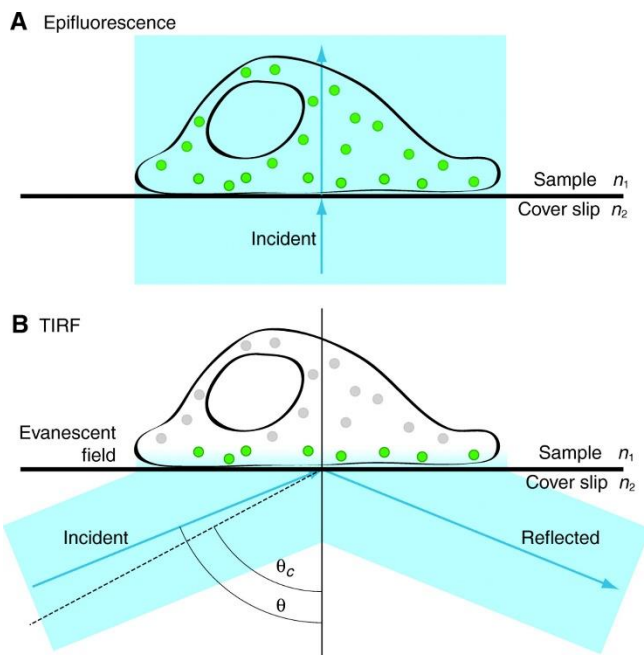 A Epifluorescence
Sample n₁
Cover slip n₂
Incident
B TIRF
Evanescent
field
Sample n₁
Cover slip n₂
Incident
Reflected
θc
θ